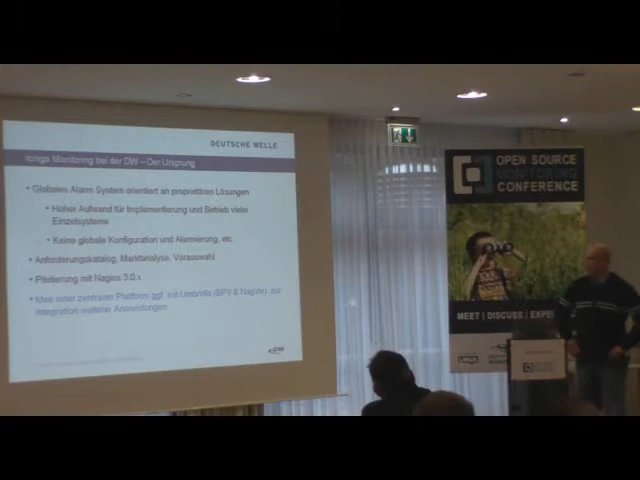 DEUTSCHE WELLE
Icinga Monitoring bei der DW – Der Ursprung
• Globales Alarm System orientiert an proprietären Lösungen
• Hoher Aufwand für Implementierung und Betrieb vieler
Einzelsysteme
• Keine globale Konfiguration und Alarmierung, etc
• Anforderungskatalog, Marktanalyse, Vorauswahl
• Pilotierung mit Nagios 3.0.x
• Idee einer zentralen Plattform ggf. mit Umbrella (BPV & NagVis) zur
Integration weiterer Anwendungen
OPEN SOURCE
MONITORING
CONFERENCE
MEET | DISCUSS | EXPE